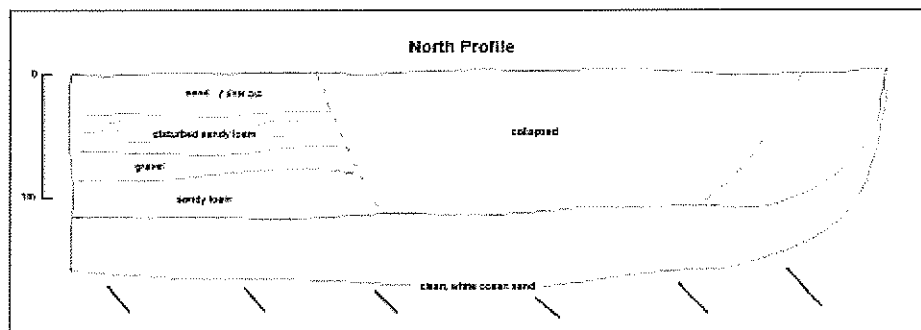 North Profile
0
disturbed sandy loam
collapsed
gravel
1m
sandy loam
clean, white ocean sand